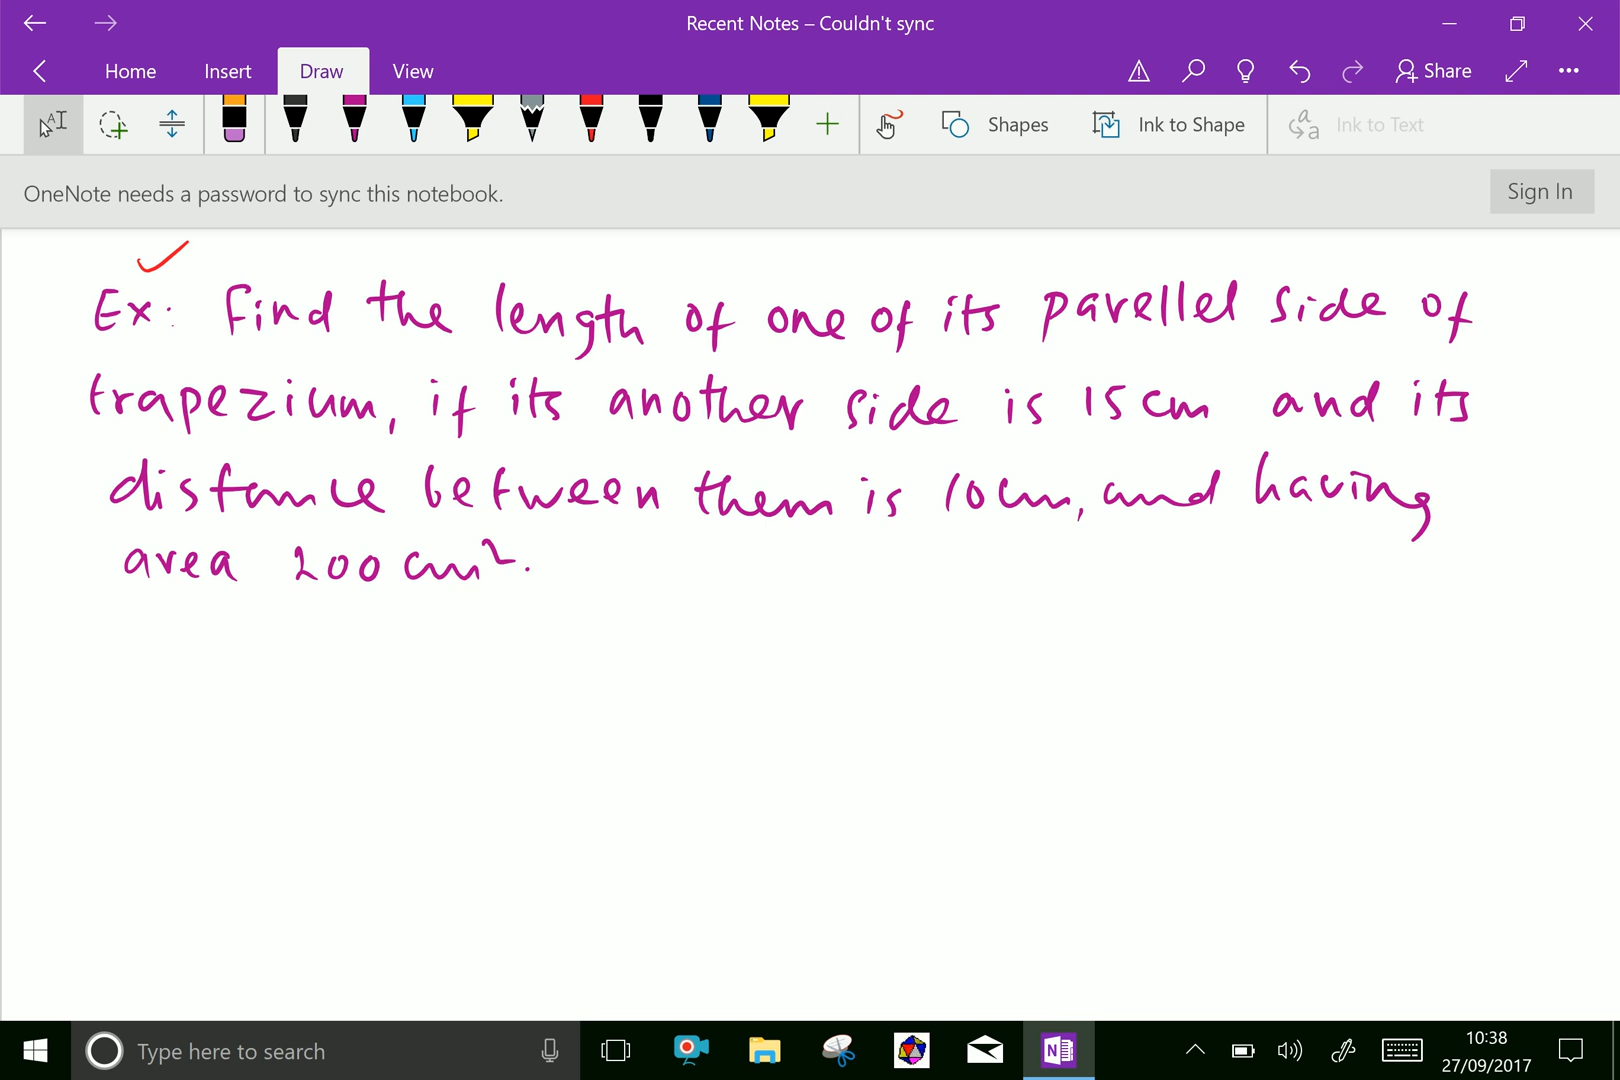 Recent Notes – Couldn't sync
Home Insert Draw View Share
Shapes Ink to Shape Ink to Text
OneNote needs a password to sync this notebook. Sign In
Ex: Find the length of one of its parellel side of
trapezium, if its another side is 15cm and its
distance between them is 10cm, and having
area 200 cm².
Type here to search
10:38
27/09/2017